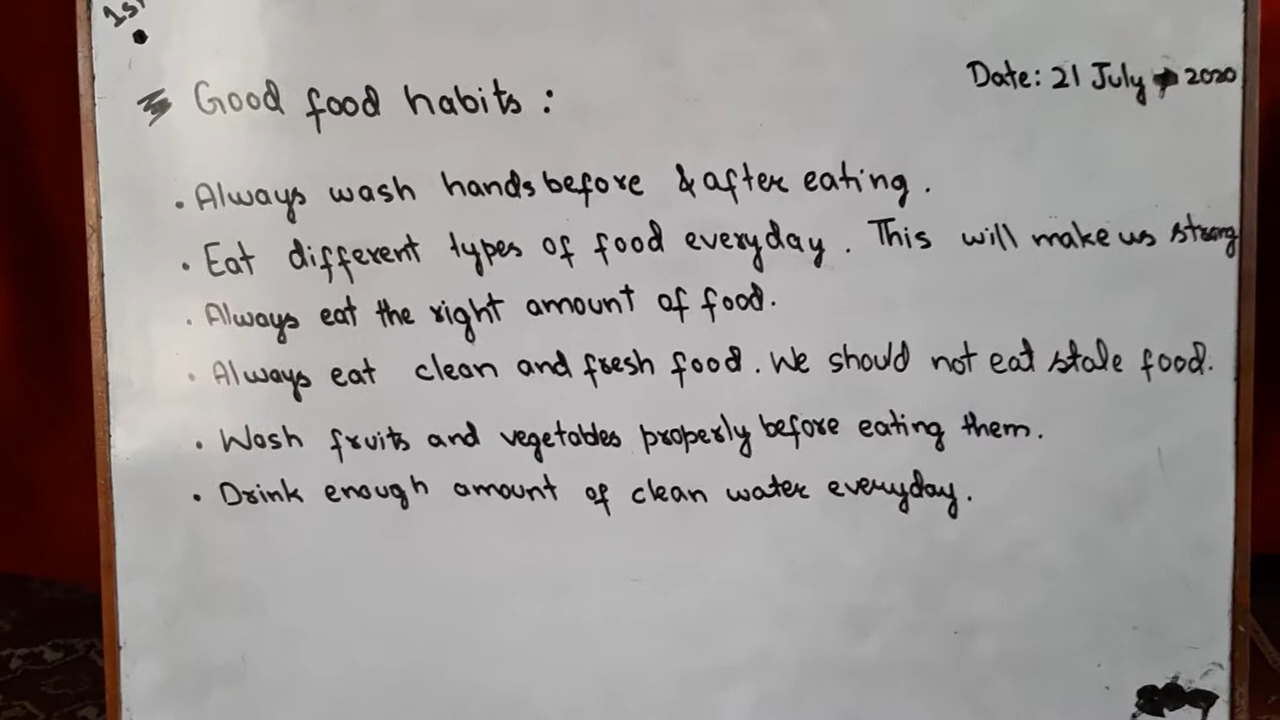 1st
Date: 21 July 2020
Good food habits :
• Always wash hands before & after eating.
• Eat different types of food everyday. This will make us strong
• Always eat the right amount of food.
• Always eat clean and fresh food. We should not eat stale food.
• Wash fruits and vegetables properly before eating them.
• Drink enough amount of clean water everyday.